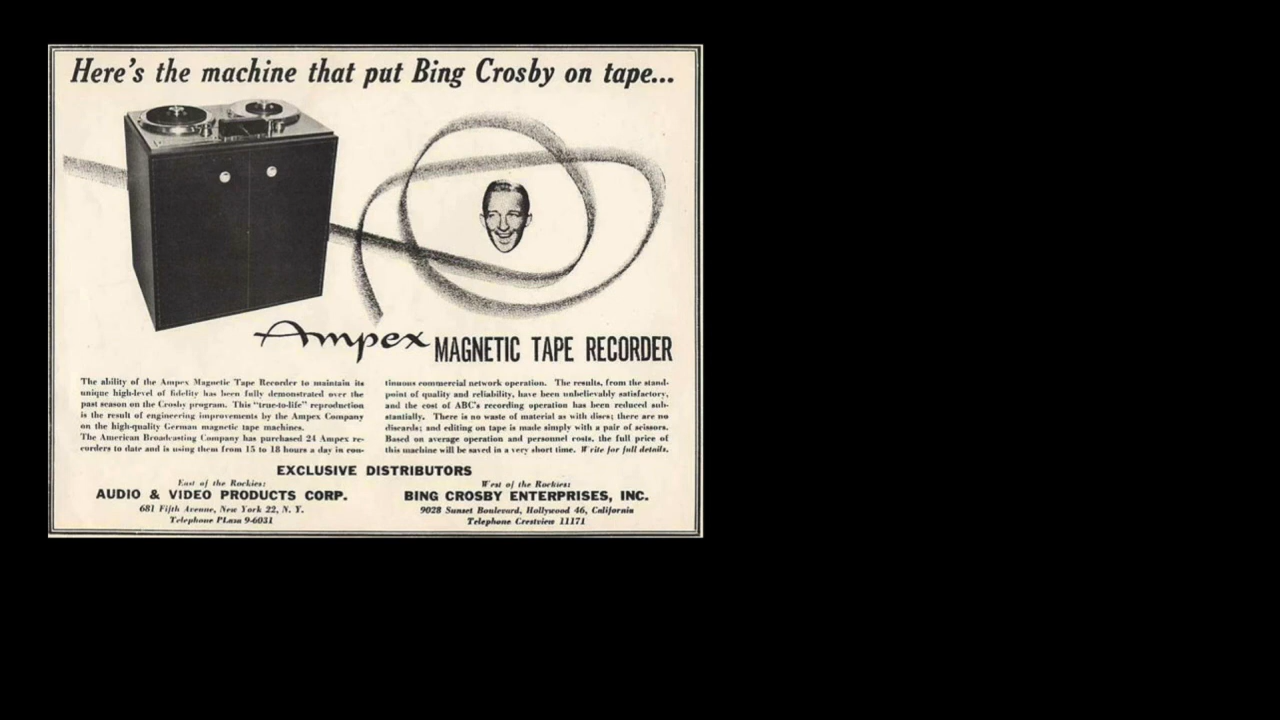 Here's the machine that put Bing Crosby on tape...
Ampex MAGNETIC TAPE RECORDER
The ability of the Ampex Magnetic Tape Recorder to maintain its
unique high-level of fidelity has been fully demonstrated over the
past season on the Crosby program. This "true-to-life" reproduction
is the result of engineering improvements by the Ampex Company
on the high-quality German magnetic tape machines.
The American Broadcasting Company has purchased 24 Ampex re-
corders to date and is using them from 15 to 18 hours a day in con-
tinuous commercial network operation. The results, from the stand-
point of quality and reliability, have been unbelievably satisfactory,
and the cost of ABC's recording operation has been reduced sub-
stantially. There is no waste of material as with discs; there are no
discards; and editing on tape is made simply with a pair of scissors.
Based on average operation and personnel costs, the full price of
this machine will be saved in a very short time. Write for full details.
EXCLUSIVE DISTRIBUTORS
East of the Rockies:
AUDIO & VIDEO PRODUCTS CORP.
681 Fifth Avenue, New York 22, N. Y.
Telephone PLaza 9-6031
West of the Rockies:
BING CROSBY ENTERPRISES, INC.
9028 Sunset Boulevard, Hollywood 46, California
Telephone Crestview 11171